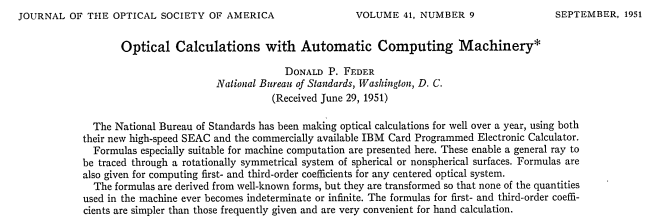 JOURNAL OF THE OPTICAL SOCIETY OF AMERICA VOLUME 41, NUMBER 9 SEPTEMBER, 1951
Optical Calculations with Automatic Computing Machinery*
DONALD P. FEDER
National Bureau of Standards, Washington, D. C.
(Received June 29, 1951)
The National Bureau of Standards has been making optical calculations for well over a year, using both
their new high-speed SEAC and the commercially available IBM Card Programmed Electronic Calculator.
Formulas especially suitable for machine computation are presented here. These enable a general ray to
be traced through a rotationally symmetrical system of spherical or nonspherical surfaces. Formulas are
also given for computing first- and third-order coefficients for any centered optical system.
The formulas are derived from well-known forms, but they are transformed so that none of the quantities
used in the machine ever becomes indeterminate or infinite. The formulas for first- and third-order coeffi-
cients are simpler than those frequently given and are very convenient for hand calculation.